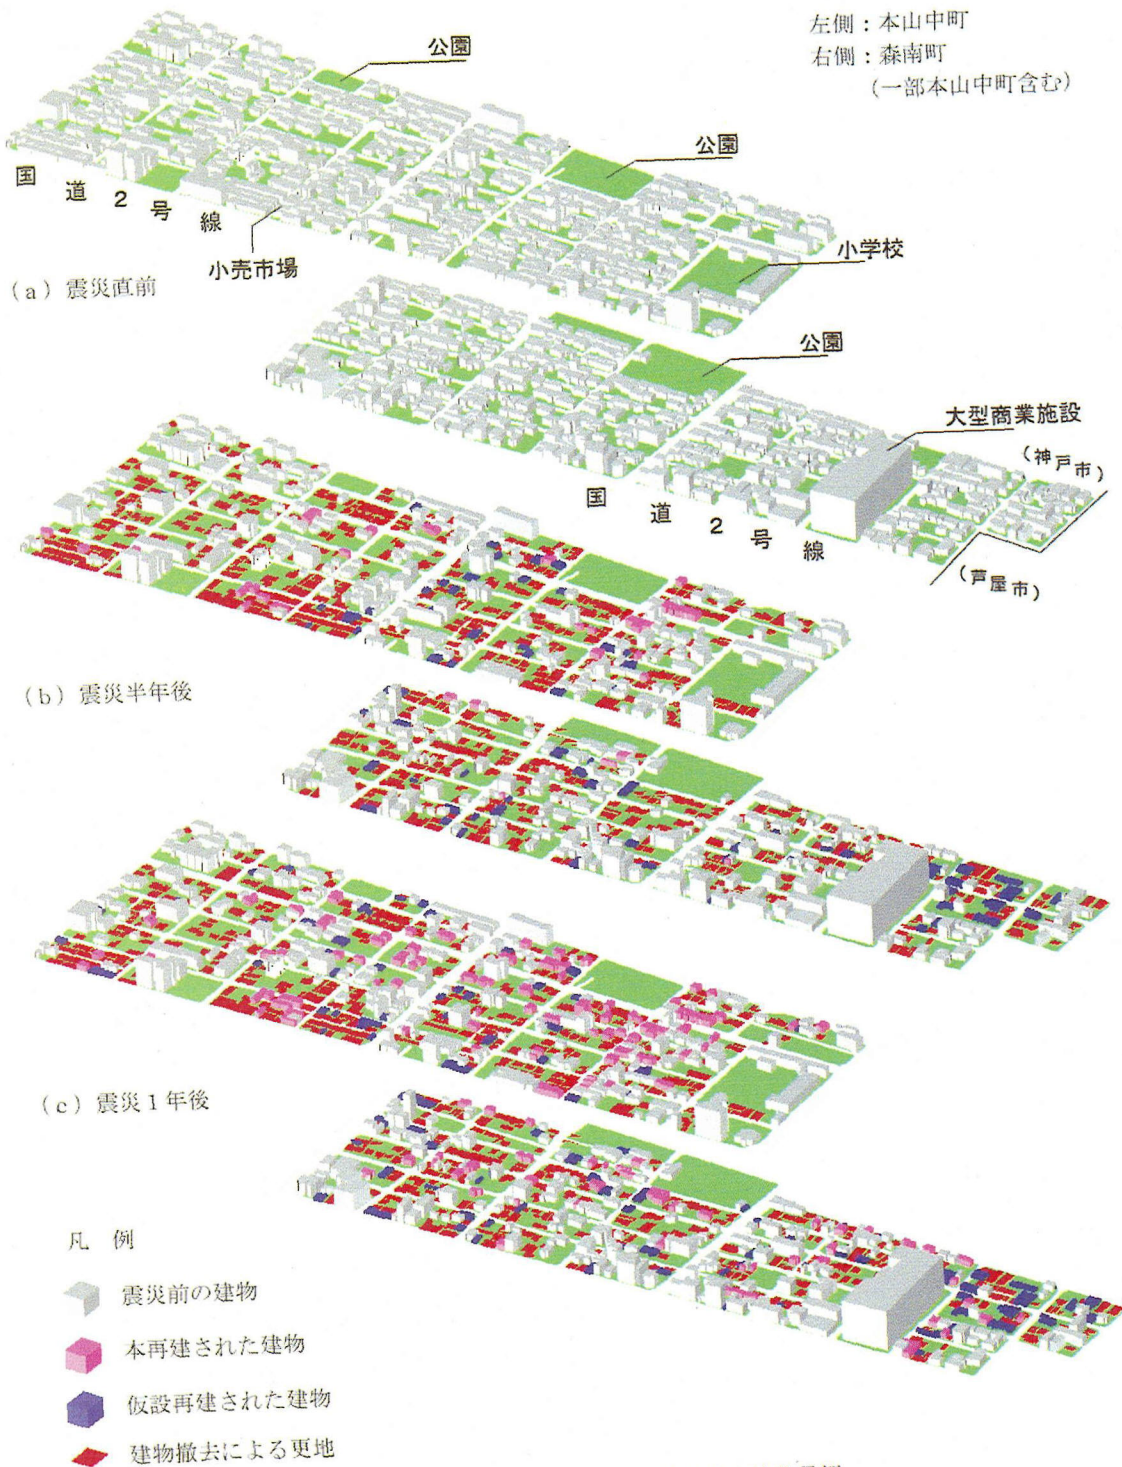 左側:本山中町
右側:森南町
(一部本山中町含む)
公園
公園
小学校
国道2号線
小売市場
(a)震災直前
公園
大型商業施設
(神戸市)
国道2号線
(芦屋市)
(b)震災半年後
(c)震災1年後
凡 例
震災前の建物
本再建された建物
仮設再建された建物
建物撤去による更地